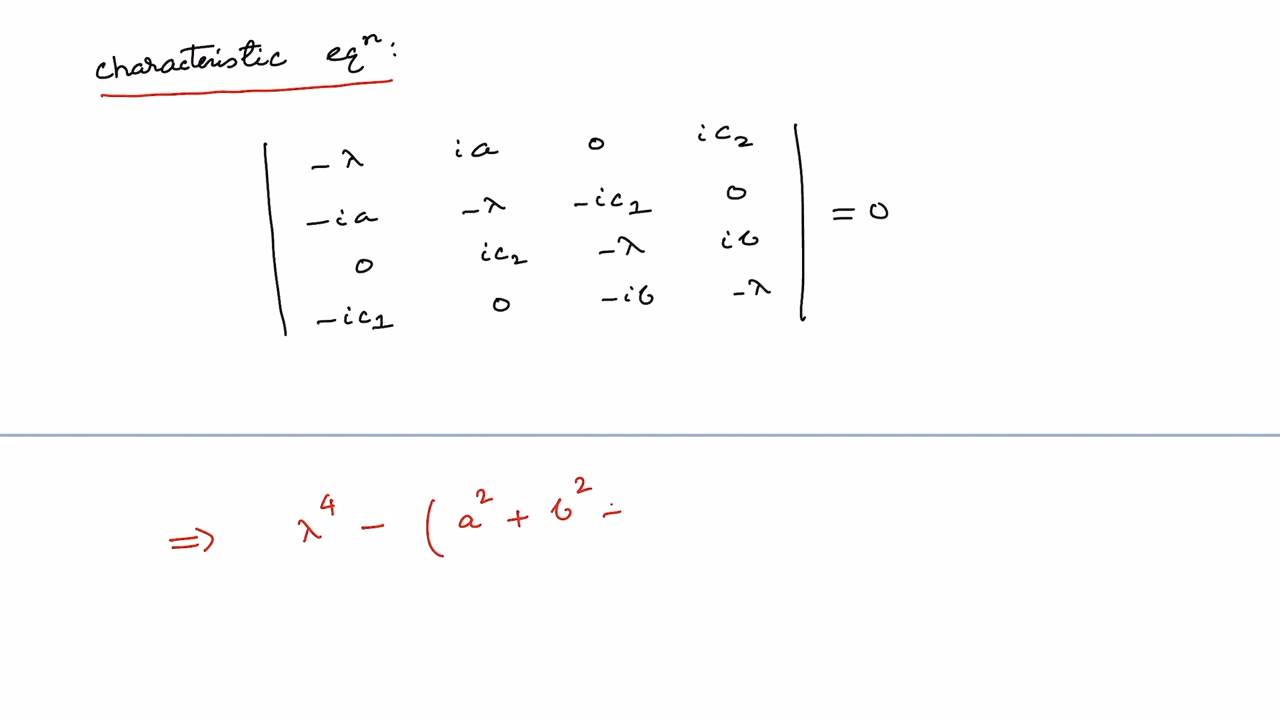 characteristic eqⁿ:
| -λ ia 0 ic₂ |
| -ia -λ -ic₁ 0 | = 0
| 0 ic₂ -λ ib |
| -ic₁ 0 -ib -λ |
⇒ λ⁴ - (a² + b² -